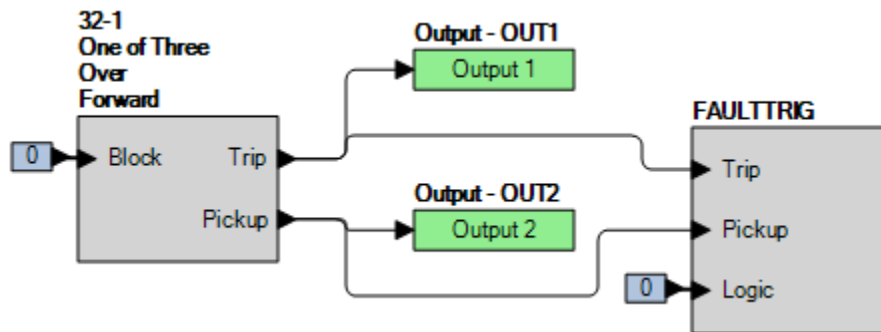 32-1
One of Three
Over
Forward
Output - OUT1
Output 1
FAULTTRIG
0
Block
Trip
Pickup
Output - OUT2
Output 2
Trip
Pickup
0
Logic